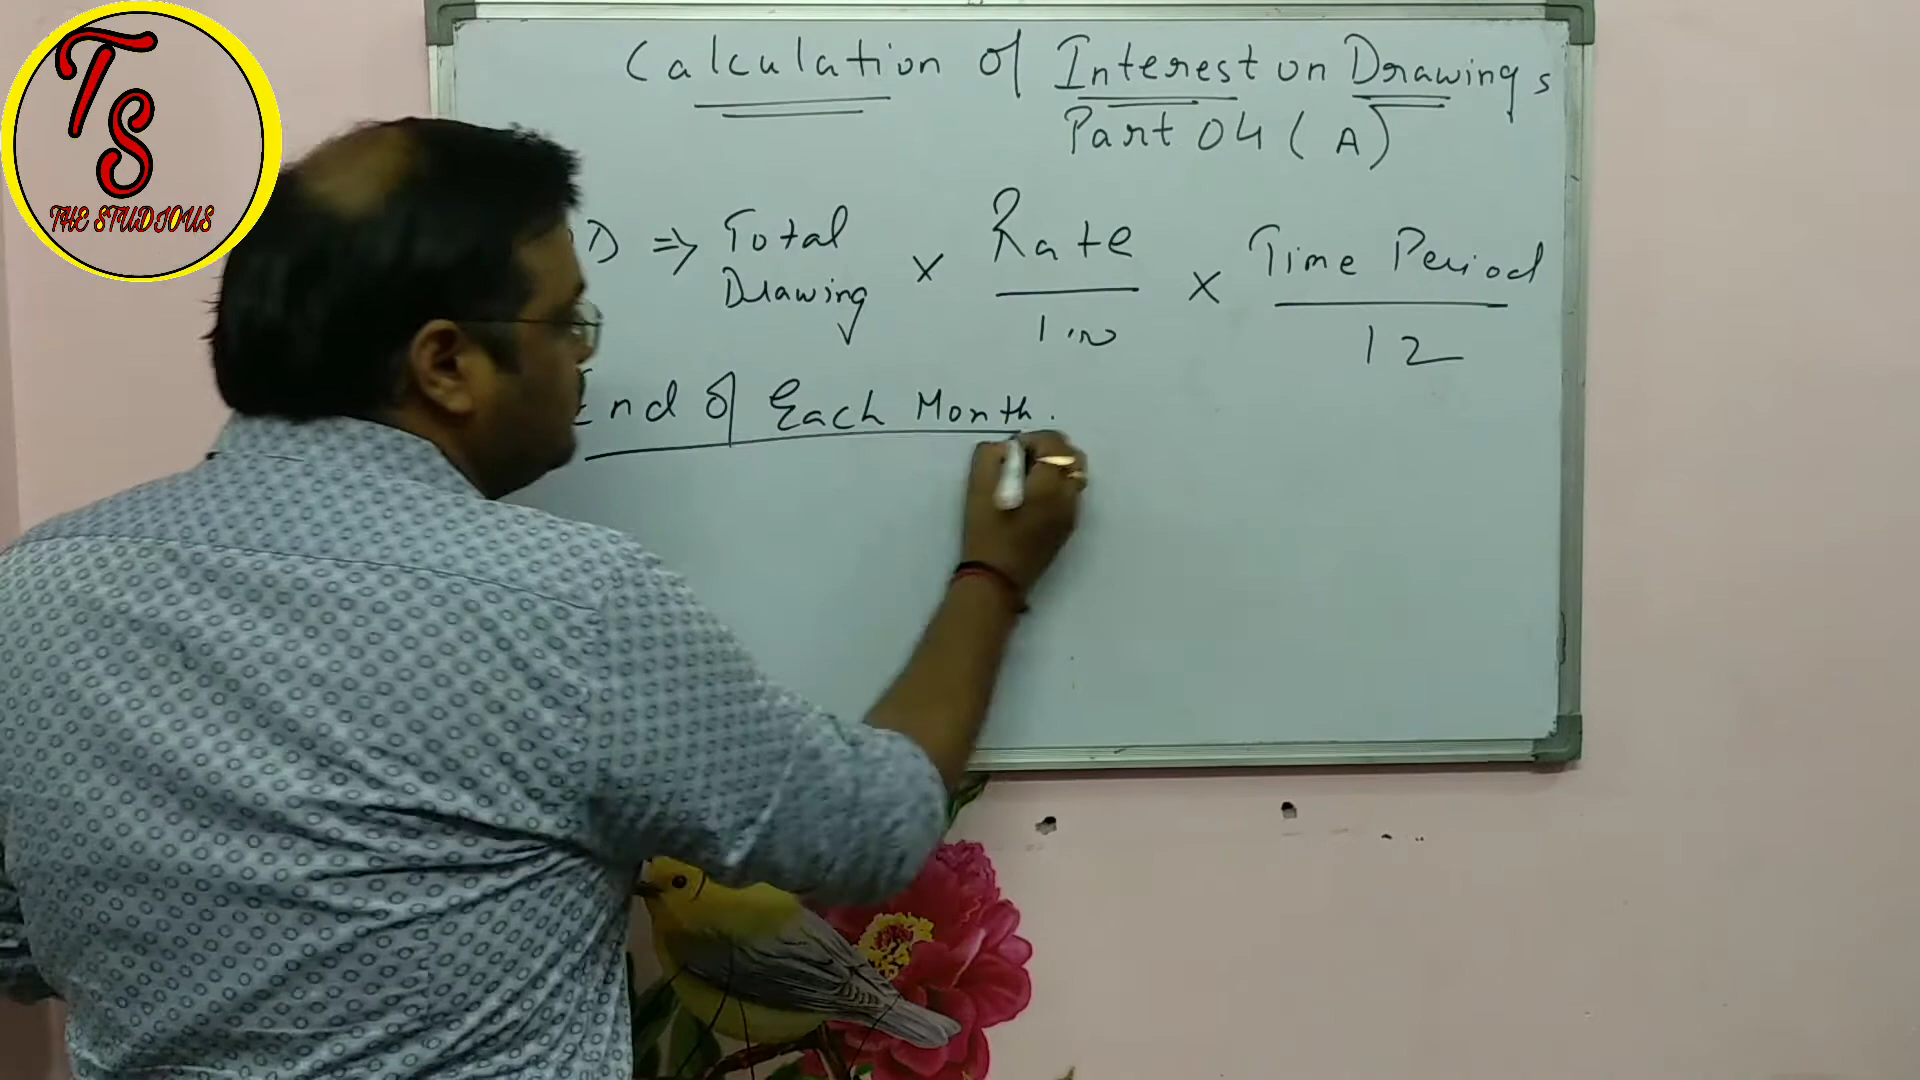 TS
THE STUDIOUS
Calculation of Interest on Drawings
Part 04 (A)
D ⇒ Total Drawing × Rate / 100 × Time Period / 12
End of Each Month.